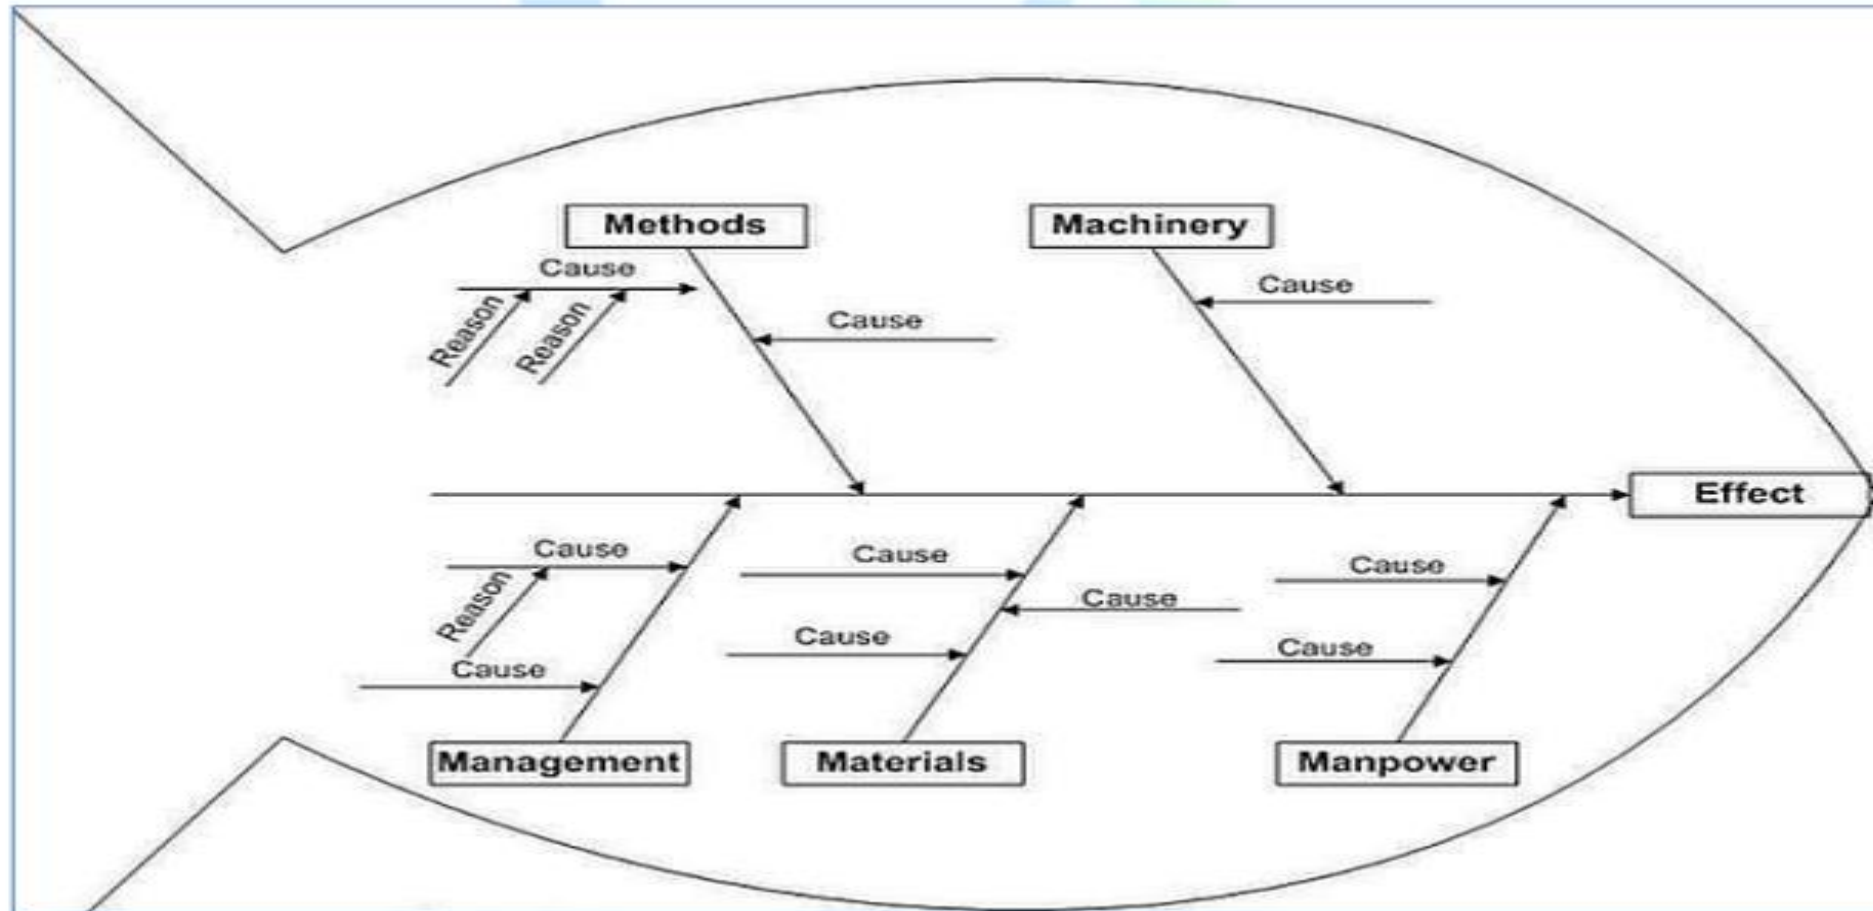 Methods
Machinery
Cause
Cause
Cause
Reason
Reason
Effect
Cause
Cause
Cause
Reason
Cause
Cause
Cause
Cause
Management
Materials
Manpower